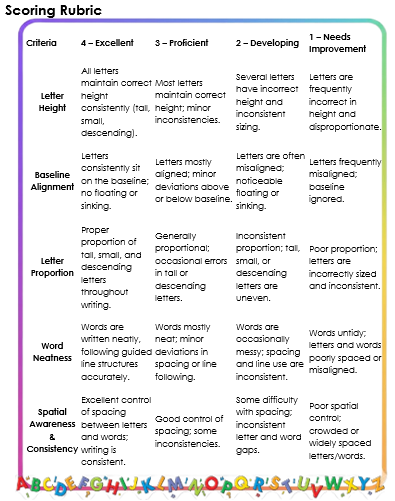 Scoring Rubric
Criteria
4 – Excellent
3 – Proficient
2 – Developing
1 – Needs
Improvement
Letter
Height
All letters
maintain correct
height
consistently (tall,
small,
descending).
Most letters
maintain correct
height; minor
inconsistencies.
Several letters
have incorrect
height and
inconsistent
sizing.
Letters are
frequently
incorrect in
height and
disproportionate.
Baseline
Alignment
Letters
consistently sit
on the baseline;
no floating or
sinking.
Letters mostly
aligned; minor
deviations above
or below baseline.
Letters are often
misaligned;
noticeable
floating or
sinking.
Letters frequently
misaligned;
baseline
ignored.
Letter
Proportion
Proper
proportion of
tall, small, and
descending
letters
throughout
writing.
Generally
proportional;
occasional errors
in tall or
descending
letters.
Inconsistent
proportion; tall,
small, or
descending
letters are
uneven.
Poor proportion;
letters are
incorrectly sized
and inconsistent.
Word
Neatness
Words are
written neatly,
following guided
line structures
accurately.
Words mostly
neat; minor
deviations in
spacing or line
following.
Words are
occasionally
messy; spacing
and line use are
inconsistent.
Words untidy;
letters and words
poorly spaced or
misaligned.
Spatial
Awareness
&
Consistency
Excellent control
of spacing
between letters
and words;
writing is
consistent.
Good control of
spacing; some
inconsistencies.
Some difficulty
with spacing;
inconsistent
letter and word
gaps.
Poor spatial
control;
crowded or
widely spaced
letters/words.
ABCDEFGHIJKLMNOPQRSTUVWXYZ